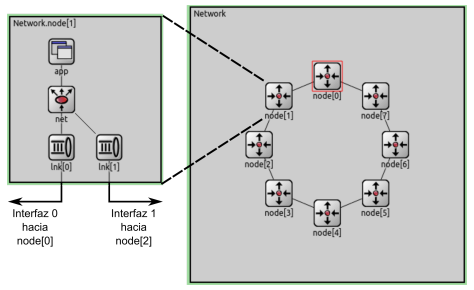 Network.node[1]
app
net
lnk[0]
lnk[1]
Interfaz 0
hacia
node[0]
Interfaz 1
hacia
node[2]
Network
node[0]
node[1]
node[7]
node[2]
node[6]
node[3]
node[5]
node[4]